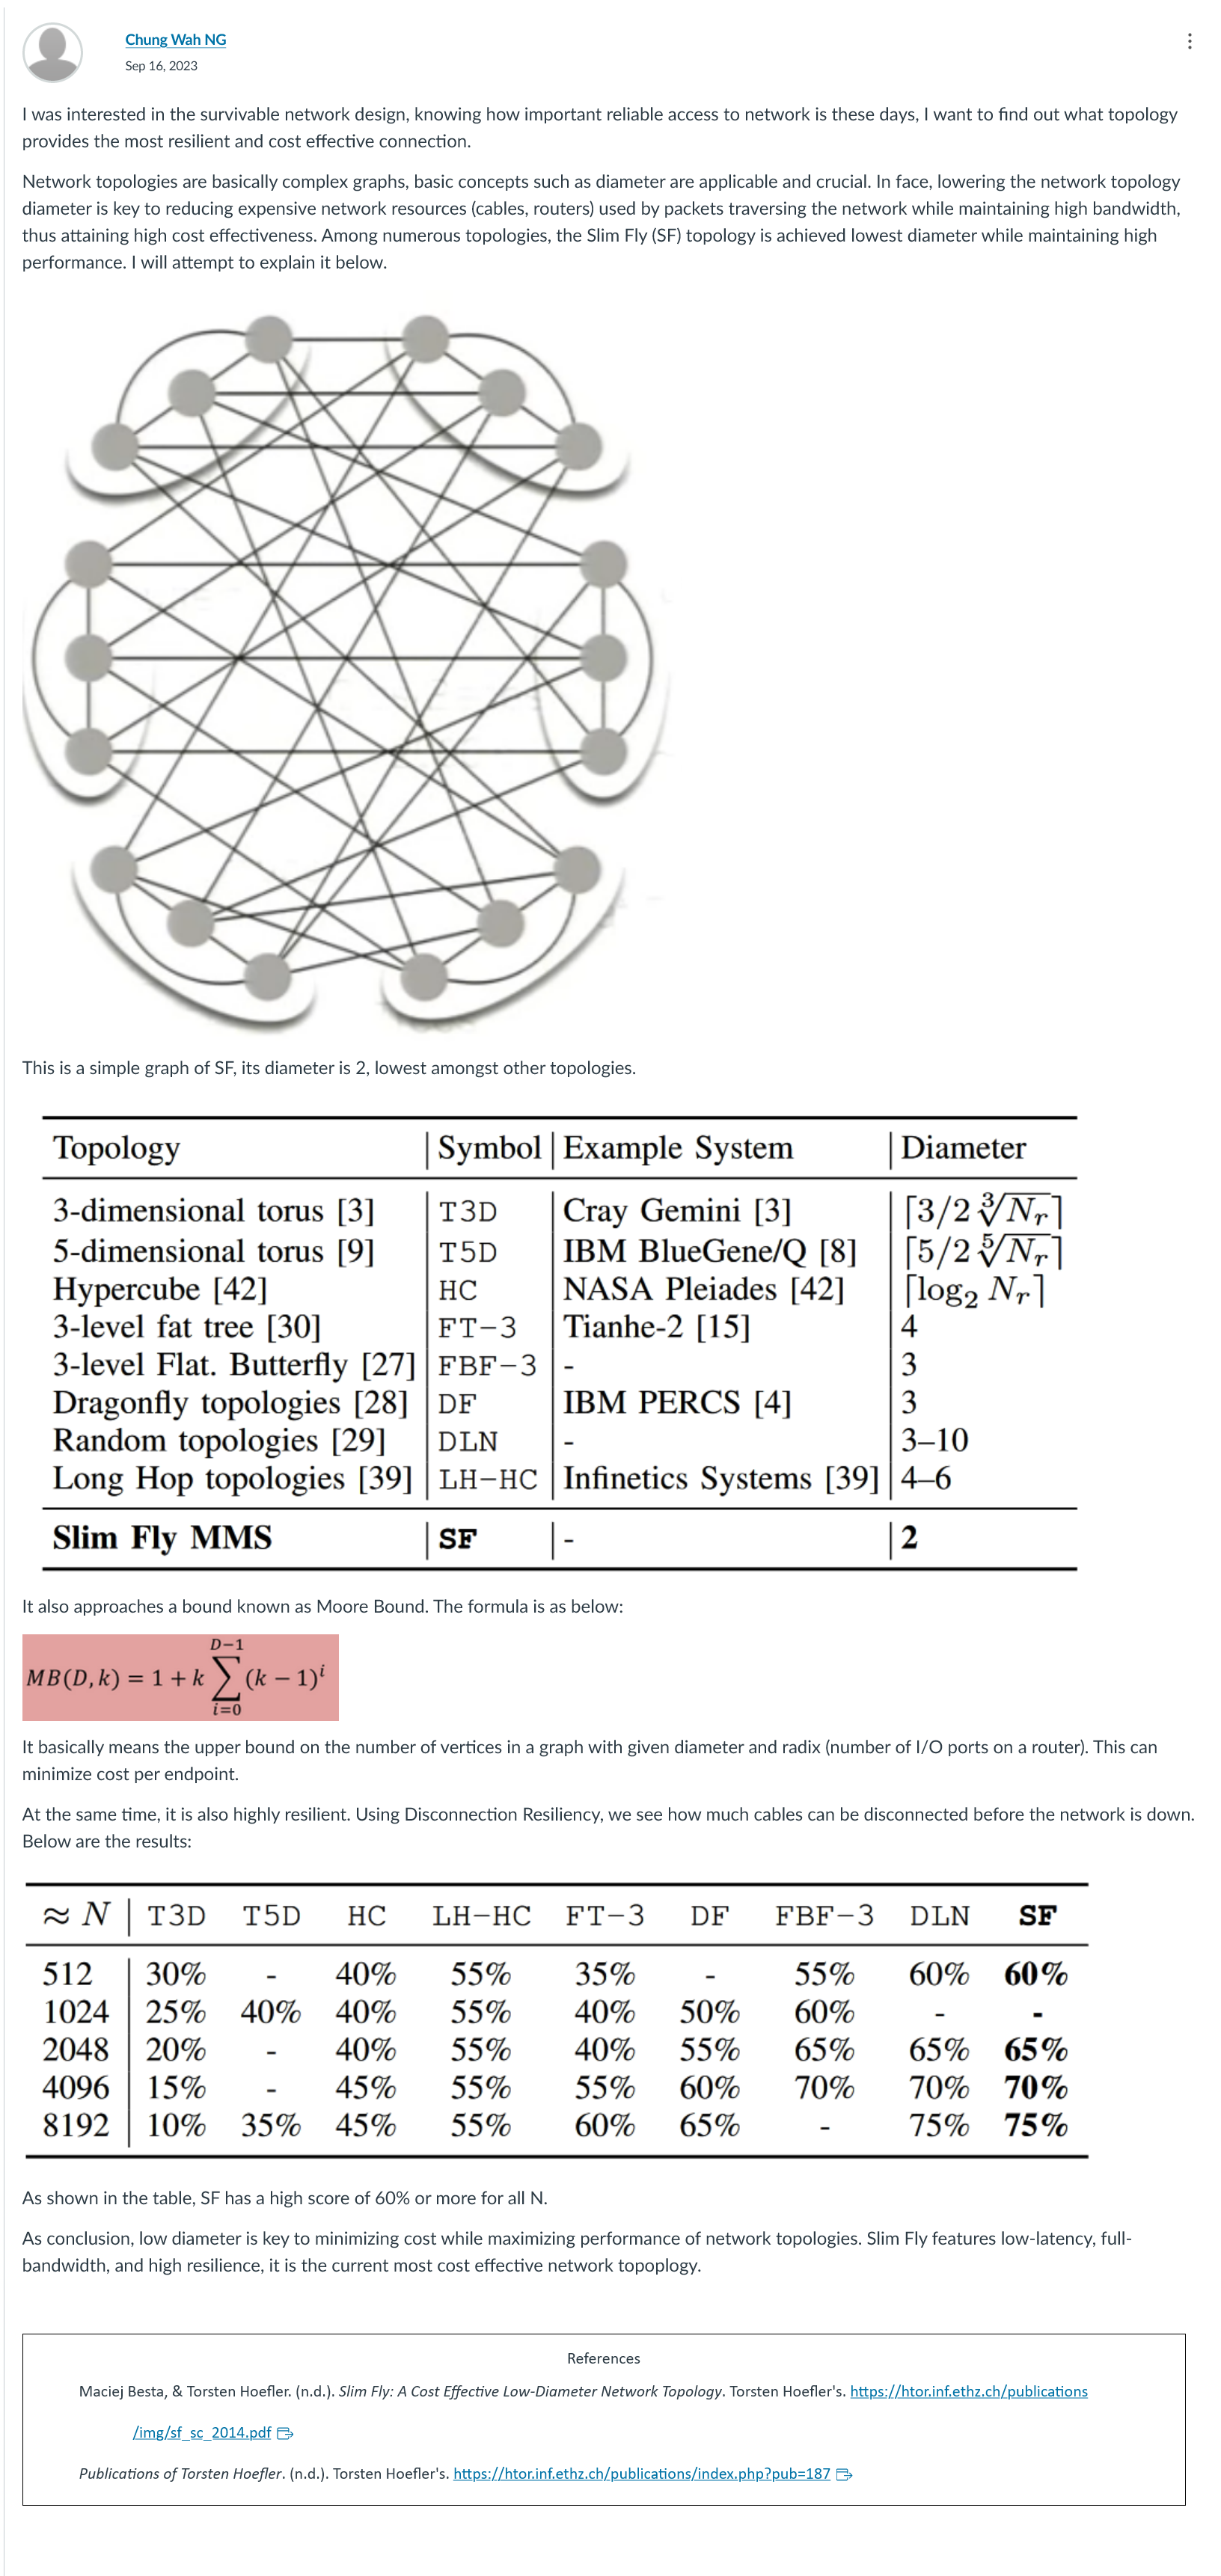 Chung Wah NG
Sep 16, 2023
I was interested in the survivable network design, knowing how important reliable access to network is these days, I want to find out what topology
provides the most resilient and cost effective connection.
Network topologies are basically complex graphs, basic concepts such as diameter are applicable and crucial. In face, lowering the network topology
diameter is key to reducing expensive network resources (cables, routers) used by packets traversing the network while maintaining high bandwidth,
thus attaining high cost effectiveness. Among numerous topologies, the Slim Fly (SF) topology is achieved lowest diameter while maintaining high
performance. I will attempt to explain it below.
This is a simple graph of SF, its diameter is 2, lowest amongst other topologies.
Topology | Symbol | Example System | Diameter
3-dimensional torus [3] | T3D | Cray Gemini [3] | ⌈3/2 ∛Nr⌉
5-dimensional torus [9] | T5D | IBM BlueGene/Q [8] | ⌈5/2 ⁵√Nr⌉
Hypercube [42] | HC | NASA Pleiades [42] | ⌈log₂ Nr⌉
3-level fat tree [30] | FT-3 | Tianhe-2 [15] | 4
3-level Flat. Butterfly [27] | FBF-3 | - | 3
Dragonfly topologies [28] | DF | IBM PERCS [4] | 3
Random topologies [29] | DLN | - | 3–10
Long Hop topologies [39] | LH-HC | Infinetics Systems [39] | 4–6
Slim Fly MMS | SF | - | 2
It also approaches a bound known as Moore Bound. The formula is as below:
MB(D, k) = 1 + k ∑_{i=0}^{D−1} (k − 1)^i
It basically means the upper bound on the number of vertices in a graph with given diameter and radix (number of I/O ports on a router). This can
minimize cost per endpoint.
At the same time, it is also highly resilient. Using Disconnection Resiliency, we see how much cables can be disconnected before the network is down.
Below are the results:
≈ N | T3D T5D HC LH-HC FT-3 DF FBF-3 DLN SF
512 | 30% - 40% 55% 35% - 55% 60% 60%
1024 | 25% 40% 40% 55% 40% 50% 60% - -
2048 | 20% - 40% 55% 40% 55% 65% 65% 65%
4096 | 15% - 45% 55% 55% 60% 70% 70% 70%
8192 | 10% 35% 45% 55% 60% 65% - 75% 75%
As shown in the table, SF has a high score of 60% or more for all N.
As conclusion, low diameter is key to minimizing cost while maximizing performance of network topologies. Slim Fly features low-latency, full-
bandwidth, and high resilience, it is the current most cost effective network topoplogy.
References
Maciej Besta, & Torsten Hoefler. (n.d.). Slim Fly: A Cost Effective Low-Diameter Network Topology. Torsten Hoefler's. https://htor.inf.ethz.ch/publications
/img/sf_sc_2014.pdf
Publications of Torsten Hoefler. (n.d.). Torsten Hoefler's. https://htor.inf.ethz.ch/publications/index.php?pub=187